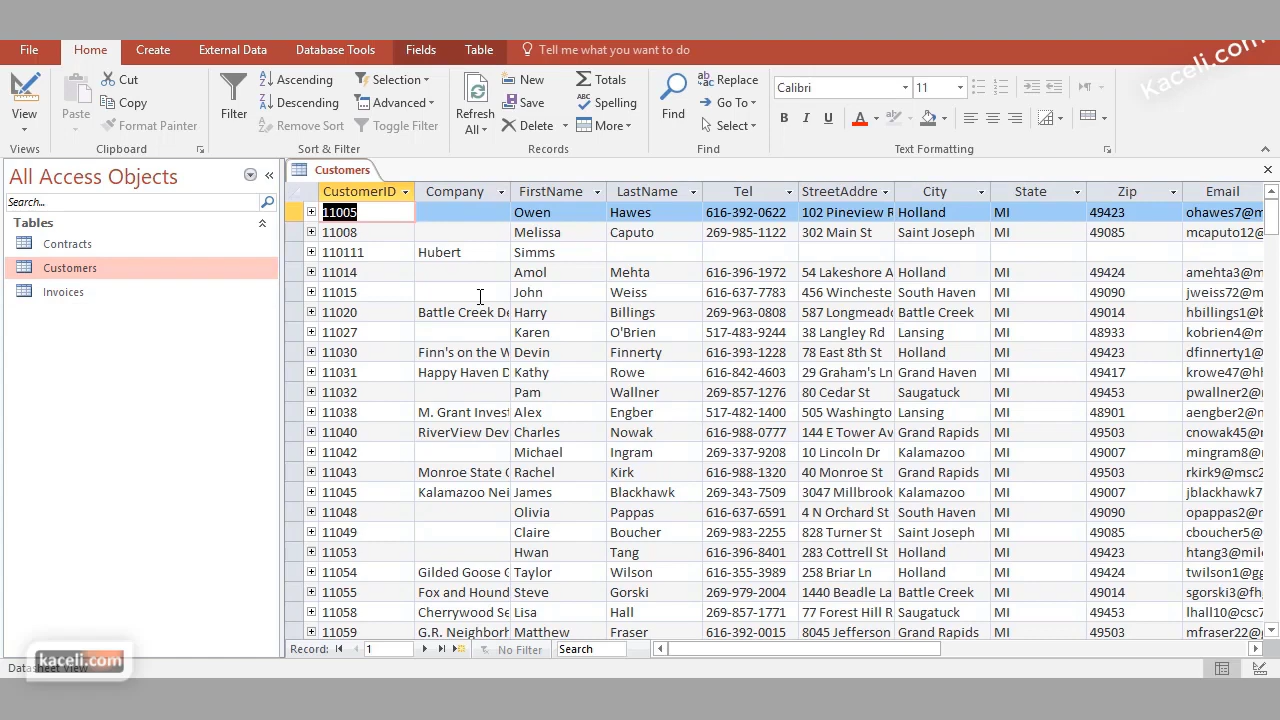 File Home Create External Data Database Tools Fields Table Tell me what you want to do
Kaceli.com
View
Views
Paste
Cut
Copy
Format Painter
Clipboard
Filter
Ascending
Descending
Remove Sort
Selection
Advanced
Toggle Filter
Sort & Filter
Refresh
All
New
Save
Delete
Totals
Spelling
More
Records
Find
Replace
Go To
Select
Find
Calibri 11
B I U A ab
Text Formatting
All Access Objects
Search...
Tables
Contracts
Customers
Invoices
Customers
CustomerID Company FirstName LastName Tel StreetAddre City State Zip Email
11005 Owen Hawes 616-392-0622 102 Pineview R Holland MI 49423 ohawes7@m
11008 Melissa Caputo 269-985-1122 302 Main St Saint Joseph MI 49085 mcaputo12@
110111 Hubert Simms
11014 Amol Mehta 616-396-1972 54 Lakeshore A Holland MI 49424 amehta3@m
11015 John Weiss 616-637-7783 456 Wincheste South Haven MI 49090 jweiss72@m
11020 Battle Creek De Harry Billings 269-963-0808 587 Longmead Battle Creek MI 49014 hbillings1@b
11027 Karen O'Brien 517-483-9244 38 Langley Rd Lansing MI 48933 kobrien4@m
11030 Finn's on the W Devin Finnerty 616-393-1228 78 East 8th St Holland MI 49423 dfinnerty1@
11031 Happy Haven D Kathy Rowe 616-842-4603 29 Graham's Ln Grand Haven MI 49417 krowe47@hh
11032 Pam Wallner 269-857-1276 80 Cedar St Saugatuck MI 49453 pwallner2@m
11038 M. Grant Invest Alex Engber 517-482-1400 505 Washingto Lansing MI 48901 aengber2@m
11040 RiverView Dev Charles Nowak 616-988-0777 144 E Tower Av Grand Rapids MI 49503 cnowak45@r
11042 Michael Ingram 269-337-9208 10 Lincoln Dr Kalamazoo MI 49007 mingram8@m
11043 Monroe State C Rachel Kirk 616-988-1320 40 Monroe St Grand Rapids MI 49503 rkirk9@msc2
11045 Kalamazoo Nei James Blackhawk 269-343-7509 3047 Millbrook Kalamazoo MI 49007 jblackhawk7
11048 Olivia Pappas 616-637-6591 4 N Orchard St South Haven MI 49090 opappas2@m
11049 Claire Boucher 269-983-2255 828 Turner St Saint Joseph MI 49085 cboucher5@
11053 Hwan Tang 616-396-8401 283 Cottrell St Holland MI 49423 htang3@mil
11054 Gilded Goose G Taylor Wilson 616-355-3989 258 Briar Ln Holland MI 49424 twilson1@gg
11055 Fox and Hound Steve Gorski 269-979-2004 1440 Beadle La Battle Creek MI 49014 sgorski3@fh
11058 Cherrywood Se Lisa Hall 269-857-1771 77 Forest Hill R Saugatuck MI 49453 lhall10@csc7
11059 G.R. Neighborh Matthew Fraser 616-392-0015 8045 Jefferson Grand Rapids MI 49503 mfraser22@
Record: 1 No Filter Search
kaceli.com